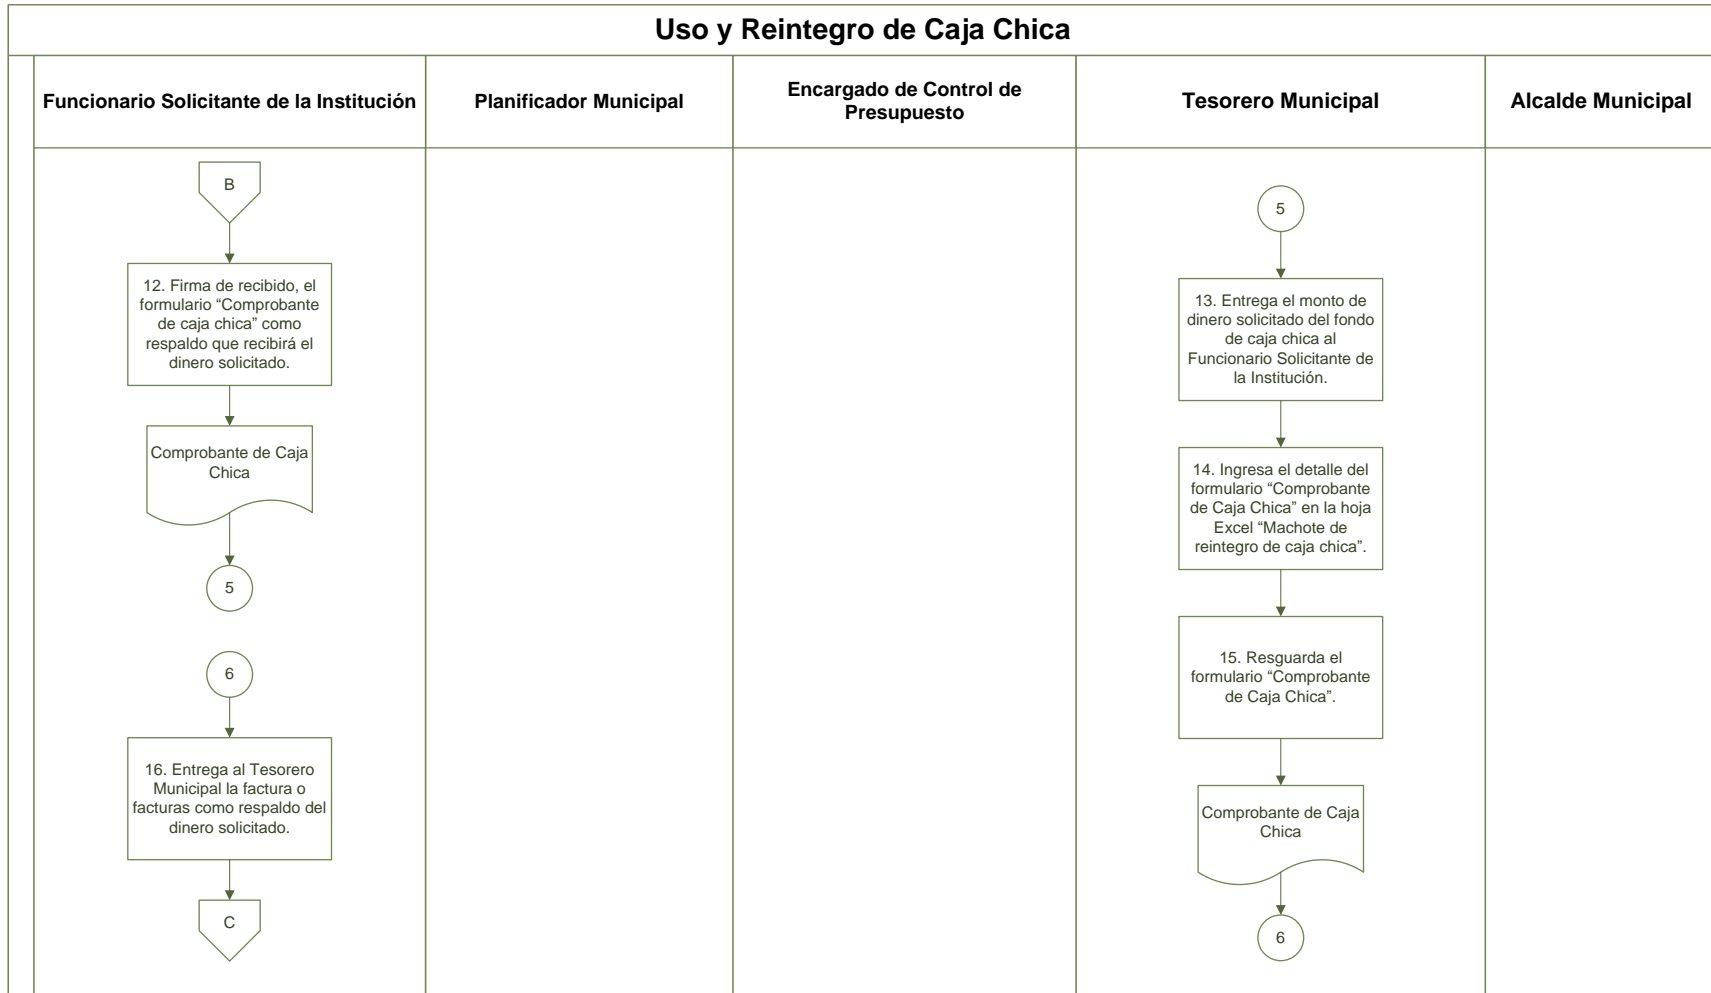 Uso y Reintegro de Caja Chica
Funcionario Solicitante de la Institución
Planificador Municipal
Encargado de Control de
Presupuesto
Tesorero Municipal
Alcalde Municipal
B
12. Firma de recibido, el
formulario “Comprobante
de caja chica” como
respaldo que recibirá el
dinero solicitado.
Comprobante de Caja
Chica
5
6
16. Entrega al Tesorero
Municipal la factura o
facturas como respaldo del
dinero solicitado.
C
5
13. Entrega el monto de
dinero solicitado del fondo
de caja chica al
Funcionario Solicitante de
la Institución.
14. Ingresa el detalle del
formulario “Comprobante
de Caja Chica” en la hoja
Excel “Machote de
reintegro de caja chica”.
15. Resguarda el
formulario “Comprobante
de Caja Chica”.
Comprobante de Caja
Chica
6